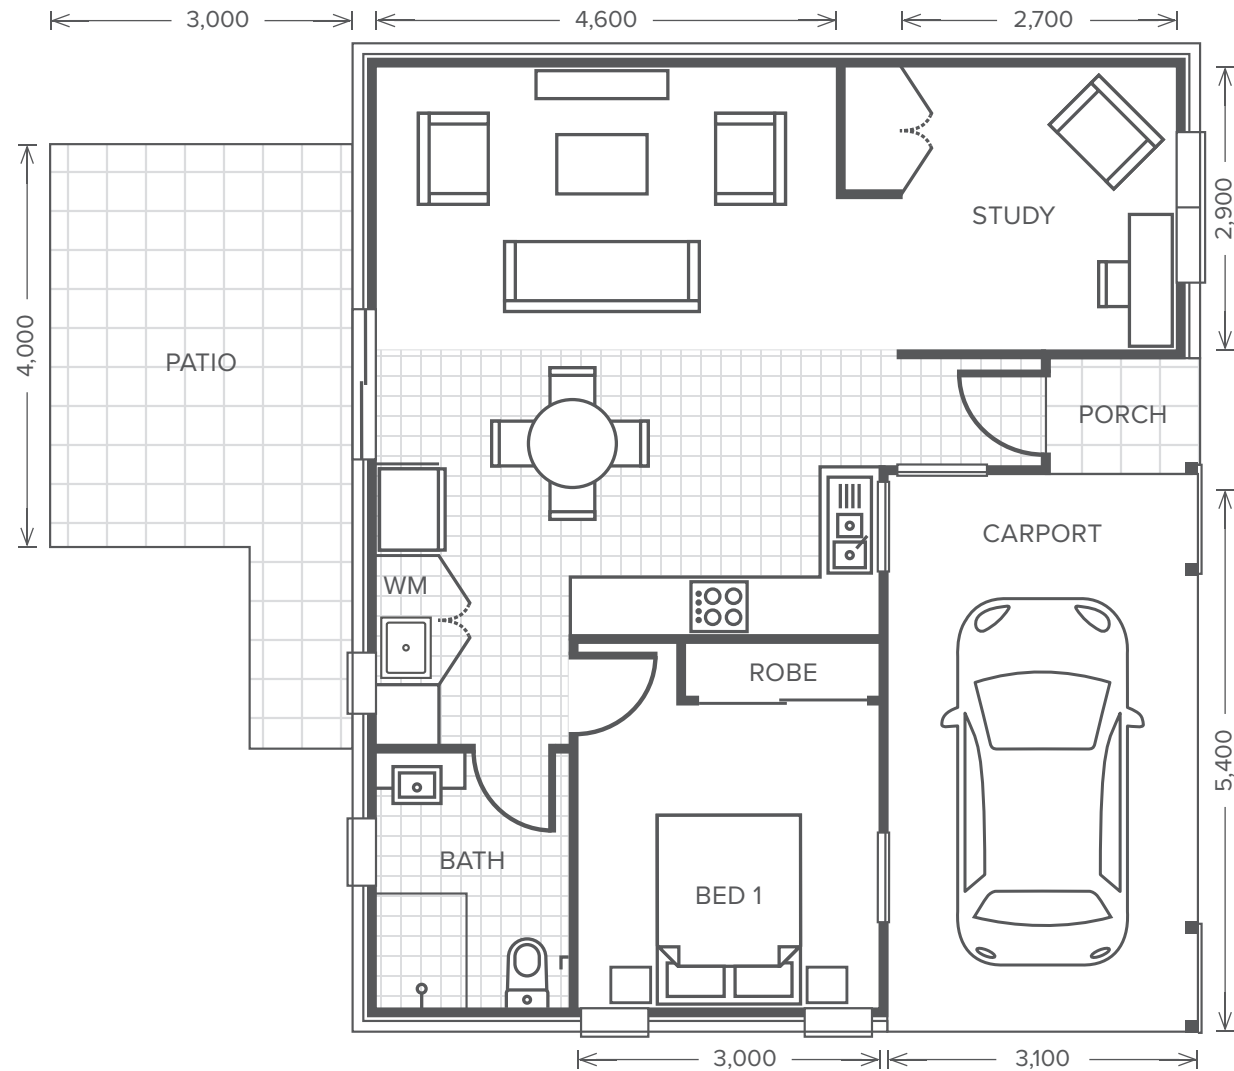 3,000
4,600
2,700
2,900
STUDY
4,000
PATIO
PORCH
CARPORT
WM
ROBE
5,400
BATH
BED 1
3,000
3,100